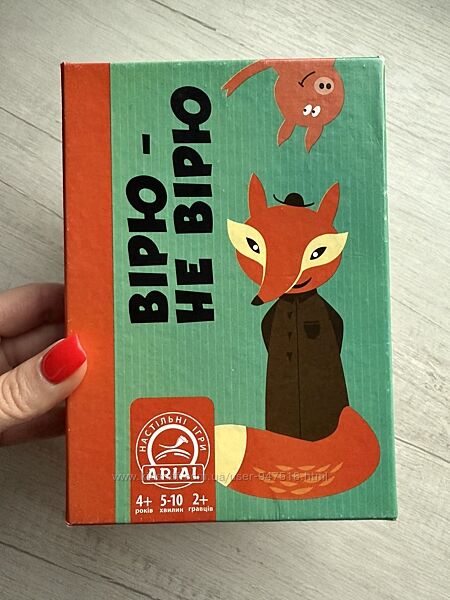 ВІРЮ –
НЕ ВІРЮ
НАСТІЛЬНІ ІГРИ
ARIAL
4+ 5-10 2+
років хвилин гравців